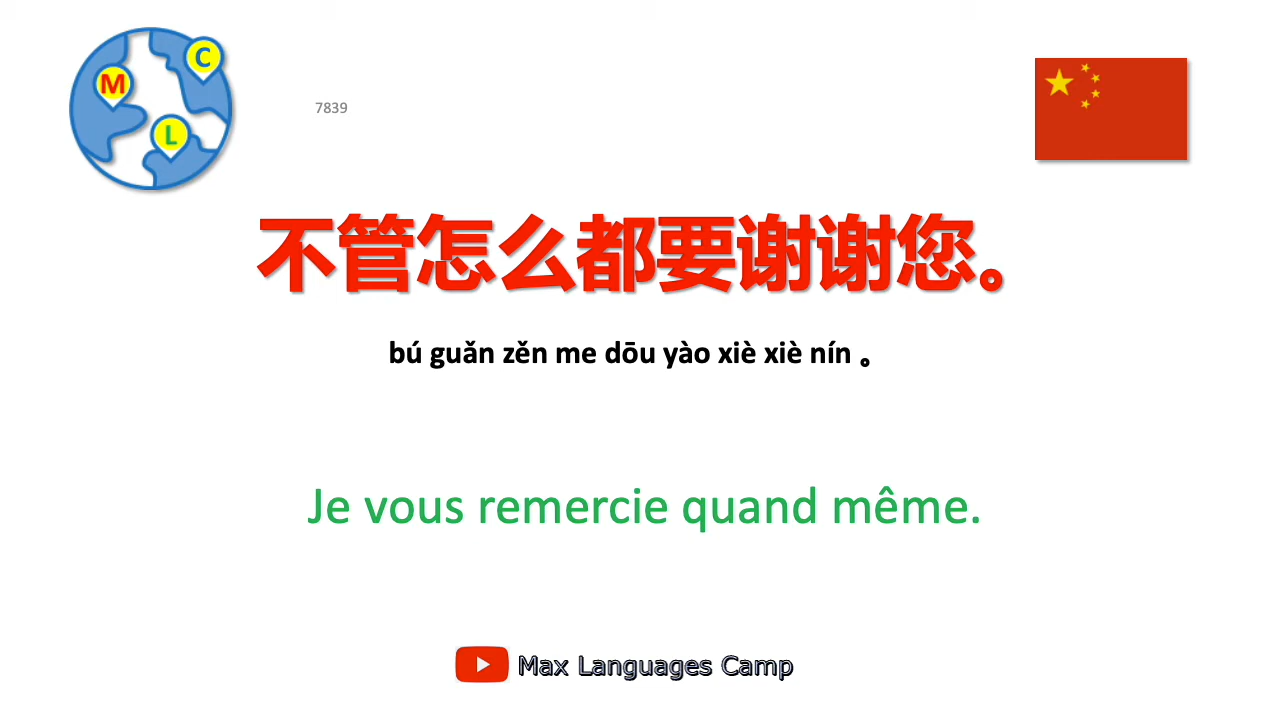 C
M
7839
L
不管怎么都要谢谢您。
bú guǎn zěn me dōu yào xiè xiè nín 。
Je vous remercie quand même.
Max Languages Camp